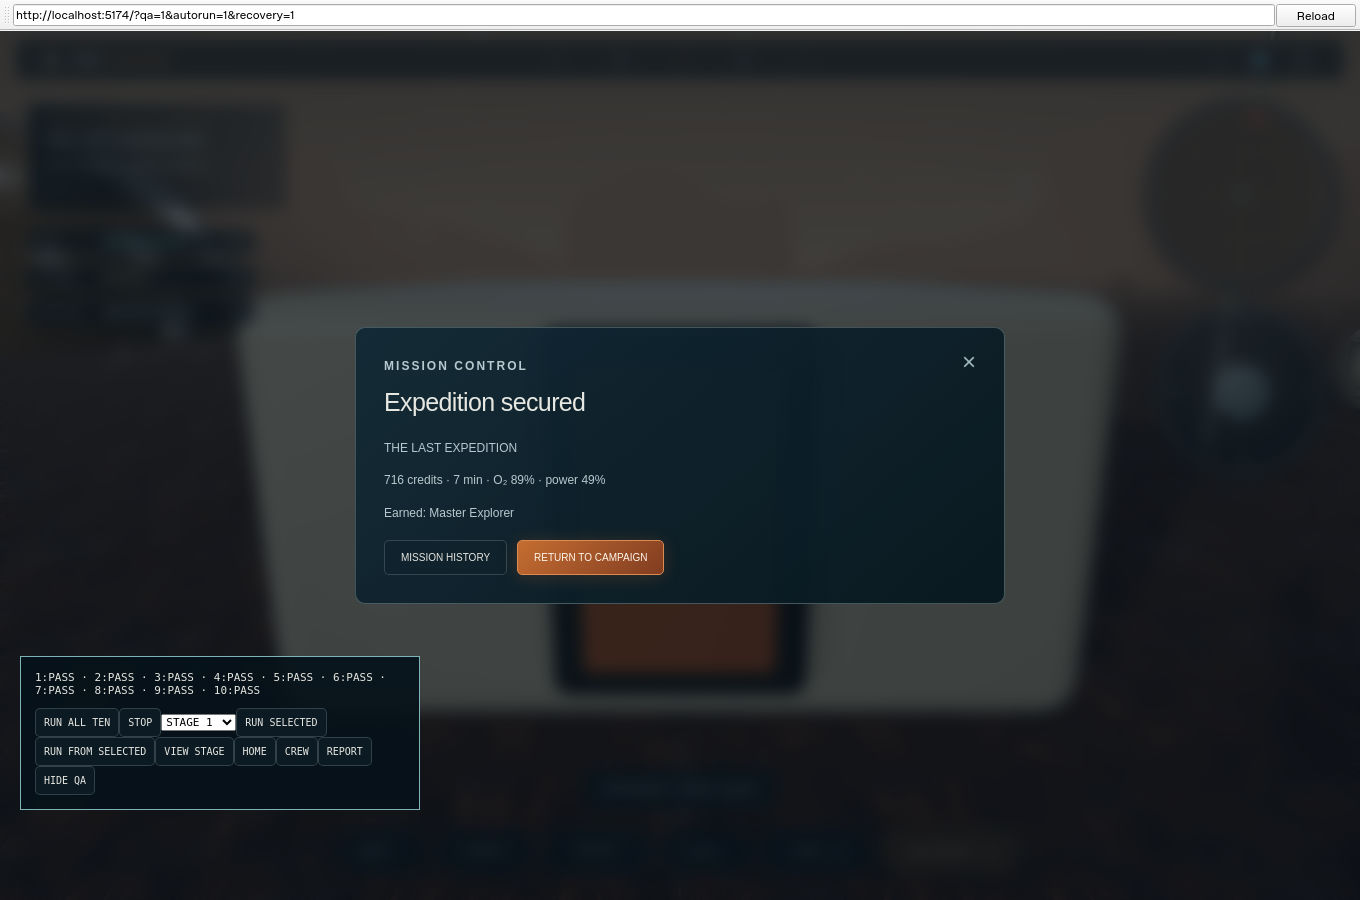 http://localhost:5174/?qa=1&autorun=1&recovery=1
Reload
MISSION CONTROL
×
Expedition secured
THE LAST EXPEDITION
716 credits · 7 min · O₂ 89% · power 49%
Earned: Master Explorer
MISSION HISTORY
RETURN TO CAMPAIGN
1:PASS · 2:PASS · 3:PASS · 4:PASS · 5:PASS · 6:PASS ·
7:PASS · 8:PASS · 9:PASS · 10:PASS
RUN ALL TEN STOP STAGE 1 RUN SELECTED
RUN FROM SELECTED VIEW STAGE HOME CREW REPORT
HIDE QA